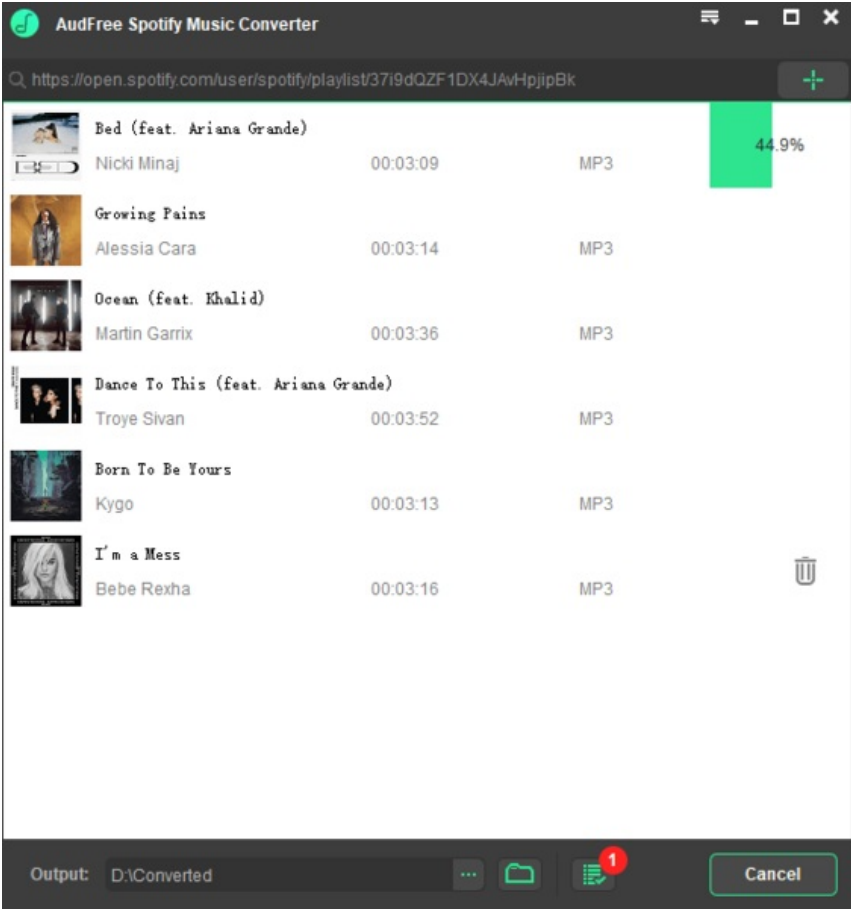 AudFree Spotify Music Converter
https://open.spotify.com/user/spotify/playlist/37i9dQZF1DX4JAvHpjipBk
Bed (feat. Ariana Grande)
Nicki Minaj 00:03:09 MP3 44.9%
Growing Pains
Alessia Cara 00:03:14 MP3
Ocean (feat. Khalid)
Martin Garrix 00:03:36 MP3
Dance To This (feat. Ariana Grande)
Troye Sivan 00:03:52 MP3
Born To Be Yours
Kygo 00:03:13 MP3
I'm a Mess
Bebe Rexha 00:03:16 MP3
Output: D:\Converted ... 1 Cancel